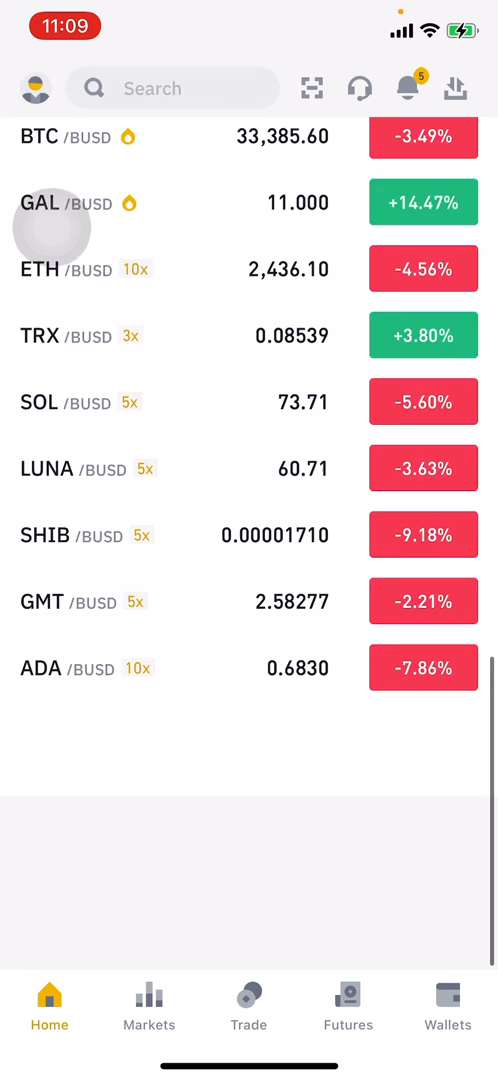 11:09
Search
5
BTC /BUSD 33,385.60 -3.49%
GAL /BUSD 11.000 +14.47%
ETH /BUSD 10x 2,436.10 -4.56%
TRX /BUSD 3x 0.08539 +3.80%
SOL /BUSD 5x 73.71 -5.60%
LUNA /BUSD 5x 60.71 -3.63%
SHIB /BUSD 5x 0.00001710 -9.18%
GMT /BUSD 5x 2.58277 -2.21%
ADA /BUSD 10x 0.6830 -7.86%
Home Markets Trade Futures Wallets